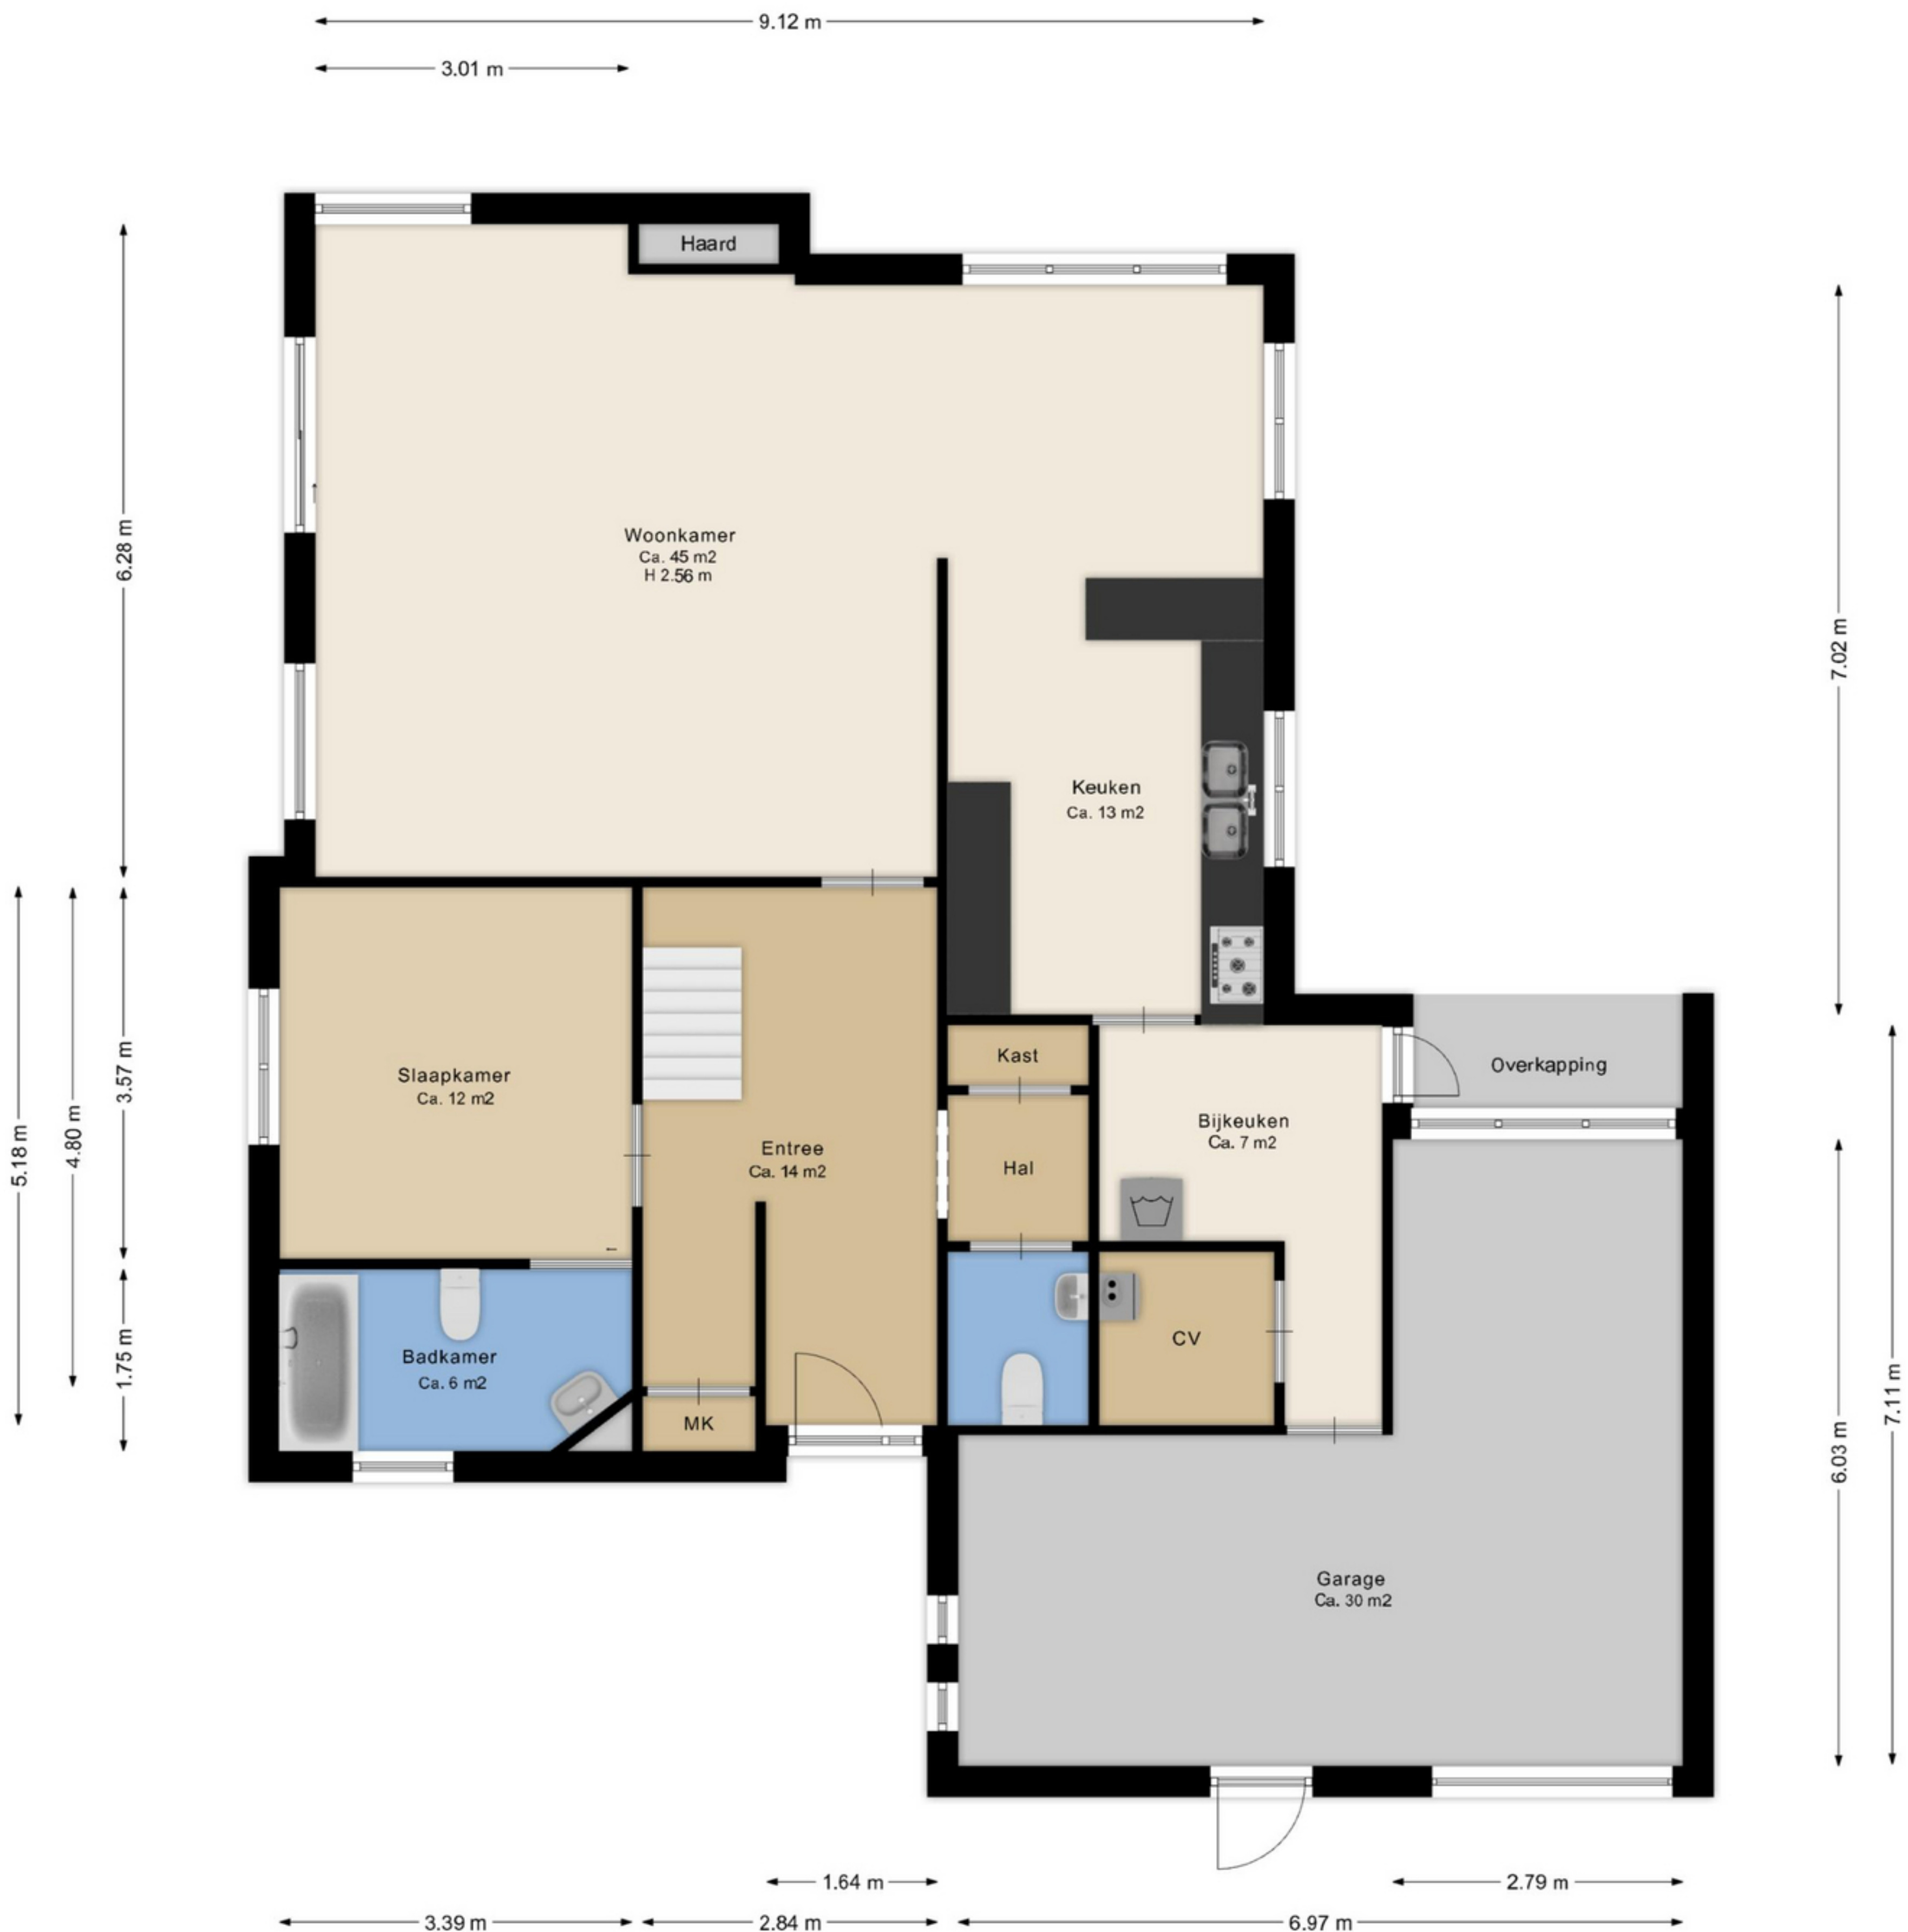 9.12 m
3.01 m
Haard
6.28 m
Woonkamer
Ca. 45 m2
H 2.56 m
7.02 m
Keuken
Ca. 13 m2
Kast
Overkapping
Slaapkamer
Ca. 12 m2
3.57 m
4.80 m
5.18 m
Entree
Ca. 14 m2
Hal
Bijkeuken
Ca. 7 m2
Badkamer
Ca. 6 m2
1.75 m
CV
MK
7.11 m
6.03 m
Garage
Ca. 30 m2
1.64 m
2.79 m
3.39 m
2.84 m
6.97 m